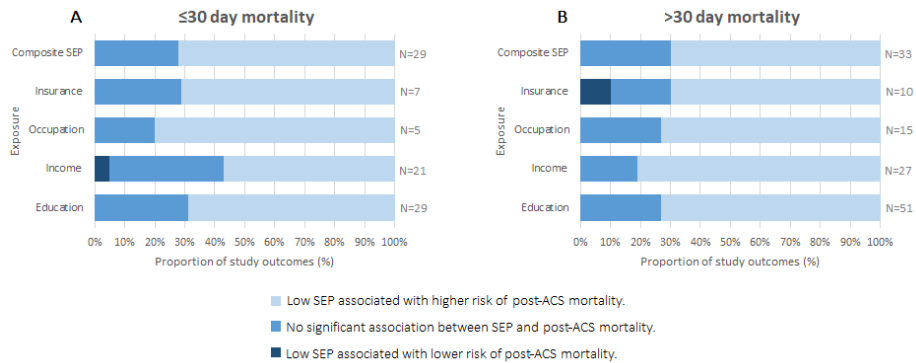 A
≤30 day mortality
Exposure
Composite SEP
N=29
Insurance
N=7
Occupation
N=5
Income
N=21
Education
N=29
0% 10% 20% 30% 40% 50% 60% 70% 80% 90% 100%
Proportion of study outcomes (%)
B
>30 day mortality
Exposure
Composite SEP
N=33
Insurance
N=10
Occupation
N=15
Income
N=27
Education
N=51
0% 10% 20% 30% 40% 50% 60% 70% 80% 90% 100%
Proportion of study outcomes (%)
Low SEP associated with higher risk of post-ACS mortality.
No significant association between SEP and post-ACS mortality.
Low SEP associated with lower risk of post-ACS mortality.